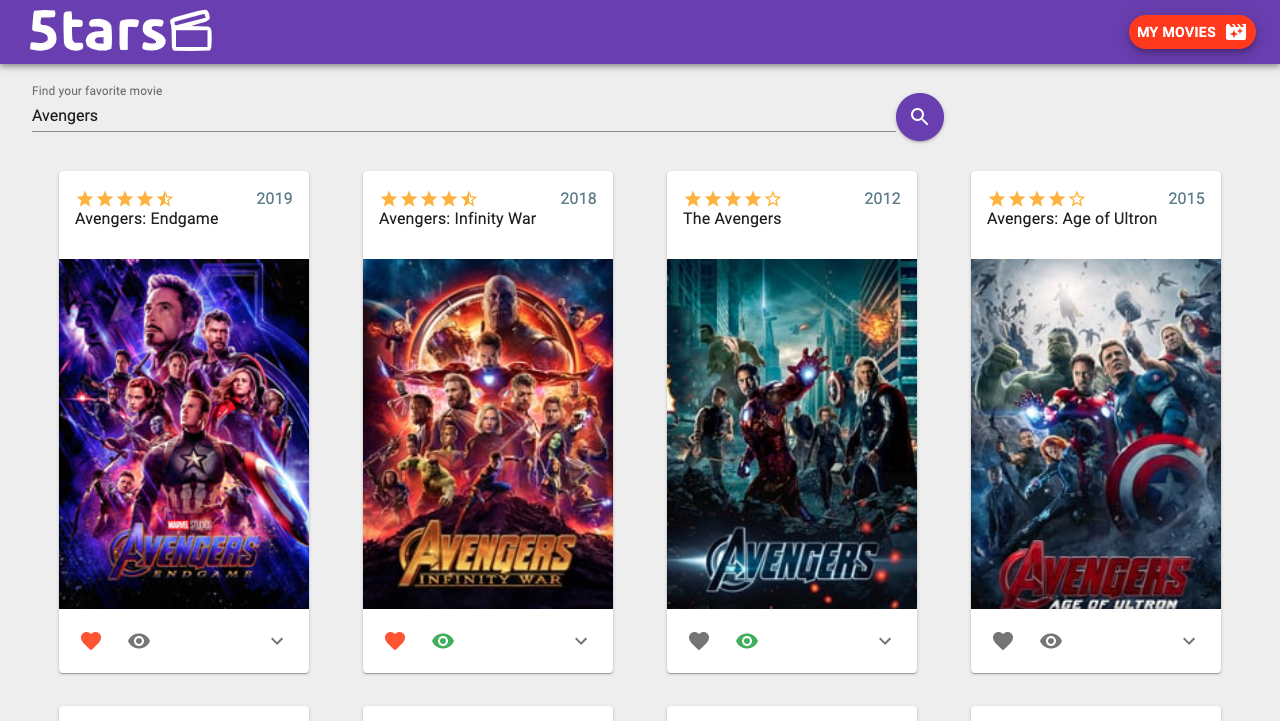 5tars
MY MOVIES
Find your favorite movie
Avengers
2019
Avengers: Endgame
2018
Avengers: Infinity War
2012
The Avengers
2015
Avengers: Age of Ultron
MARVEL STUDIOS
AVENGERS
ENDGAME
AVENGERS
INFINITY WAR
AVENGERS
AVENGERS
AGE OF ULTRON